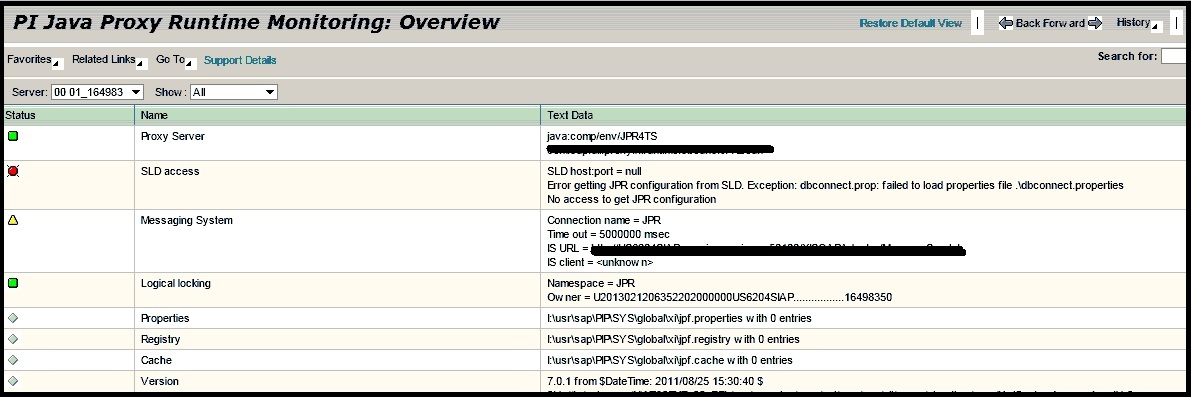 PI Java Proxy Runtime Monitoring: Overview
Restore Default View
Back Forward
History
Favorites Related Links Go To Support Details
Search for:
Server: 00 01_164983 Show: All
Status Name Text Data
Proxy Server java:comp/env/JPR4TS
SLD access SLD host:port = null
Error getting JPR configuration from SLD. Exception: dbconnect.prop: failed to load properties file .\dbconnect.properties
No access to get JPR configuration
Messaging System Connection name = JPR
Time out = 5000000 msec
IS URL =
IS client = <unknown>
Logical locking Namespace = JPR
Owner = U2013021206352202000000US6204SIAP.................16498350
Properties I:\usr\sap\PIP\SYS\global\xi\jpf.properties with 0 entries
Registry I:\usr\sap\PIP\SYS\global\xi\jpf.registry with 0 entries
Cache I:\usr\sap\PIP\SYS\global\xi\jpf.cache with 0 entries
Version 7.0.1 from $DateTime: 2011/08/25 15:30:40 $